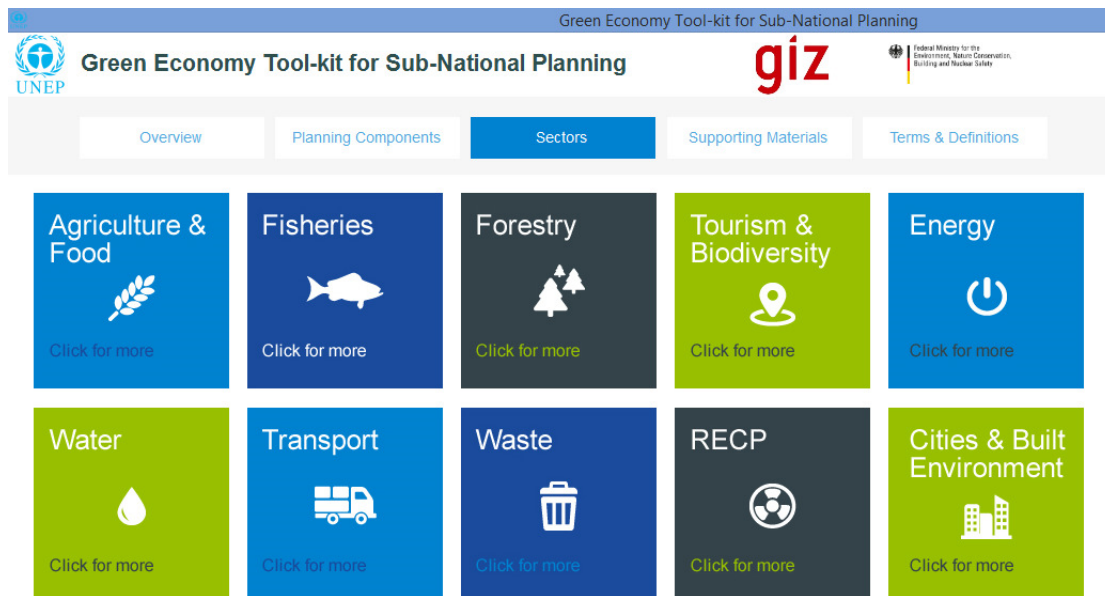 Green Economy Tool-kit for Sub-National Planning
UNEP
Green Economy Tool-kit for Sub-National Planning
giz
Federal Ministry for the
Environment, Nature Conservation,
Building and Nuclear Safety
Overview
Planning Components
Sectors
Supporting Materials
Terms & Definitions
Agriculture &
Food
Click for more
Fisheries
Click for more
Forestry
Click for more
Tourism &
Biodiversity
Click for more
Energy
Click for more
Water
Click for more
Transport
Click for more
Waste
Click for more
RECP
Click for more
Cities & Built
Environment
Click for more